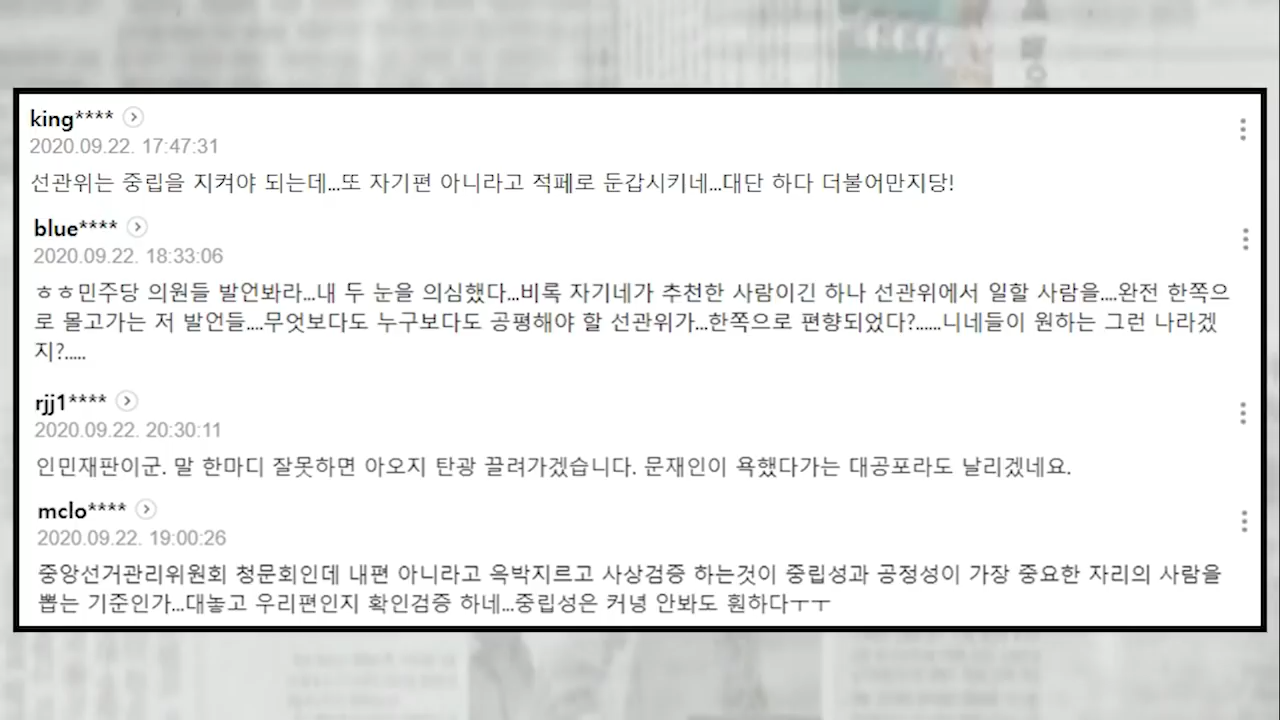 king****
2020.09.22. 17:47:31
선관위는 중립을 지켜야 되는데...또 자기편 아니라고 적페로 둔갑시키네...대단 하다 더불어만지당!
blue****
2020.09.22. 18:33:06
ㅎㅎ민주당 의원들 발언봐라...내 두 눈을 의심했다...비록 자기네가 추천한 사람이긴 하나 선관위에서 일할 사람을....완전 한쪽으
로 몰고가는 저 발언들....무엇보다도 누구보다도 공평해야 할 선관위가...한쪽으로 편향되었다?......니네들이 원하는 그런 나라겠
지?.....
rjj1****
2020.09.22. 20:30:11
인민재판이군. 말 한마디 잘못하면 아오지 탄광 끌려가겠습니다. 문재인이 욕했다가는 대공포라도 날리겠네요.
mclo****
2020.09.22. 19:00:26
중앙선거관리위원회 청문회인데 내편 아니라고 윽박지르고 사상검증 하는것이 중립성과 공정성이 가장 중요한 자리의 사람을
뽑는 기준인가...대놓고 우리편인지 확인검증 하네...중립성은 커녕 안봐도 훤하다ㅜㅜ